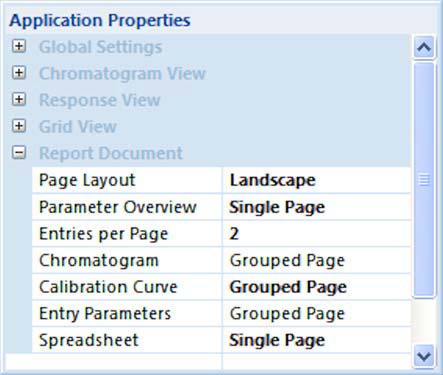 Application Properties
Global Settings
Chromatogram View
Response View
Grid View
Report Document
Page Layout Landscape
Parameter Overview Single Page
Entries per Page 2
Chromatogram Grouped Page
Calibration Curve Grouped Page
Entry Parameters Grouped Page
Spreadsheet Single Page